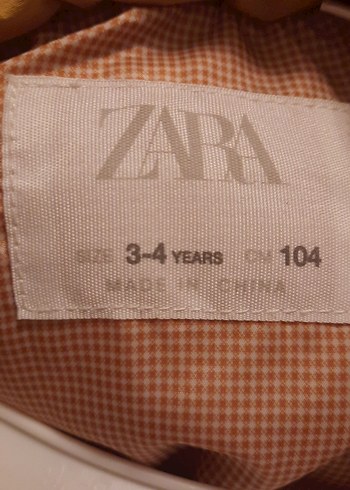 ZARA
SIZE 3-4 YEARS CM 104
MADE IN CHINA